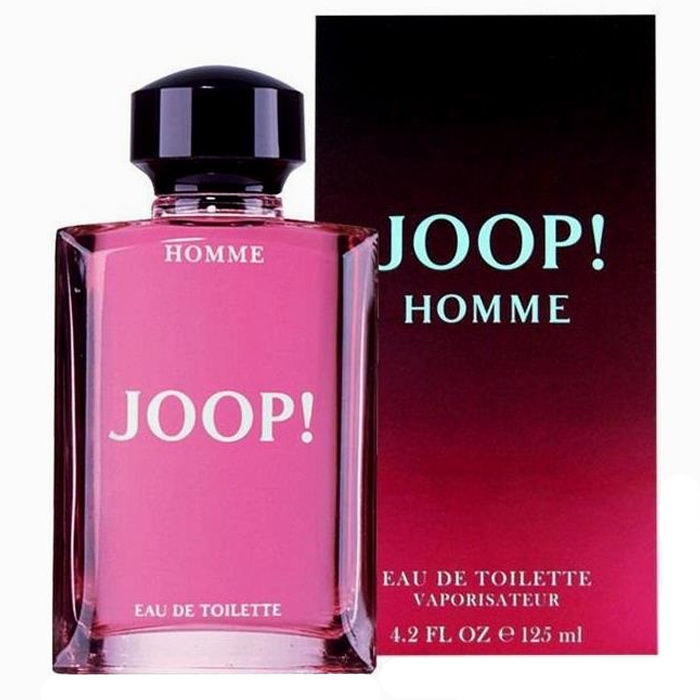 HOMME
JOOP!
EAU DE TOILETTE
JOOP!
HOMME
EAU DE TOILETTE
VAPORISATEUR
4.2 FL OZ ℮ 125 ml